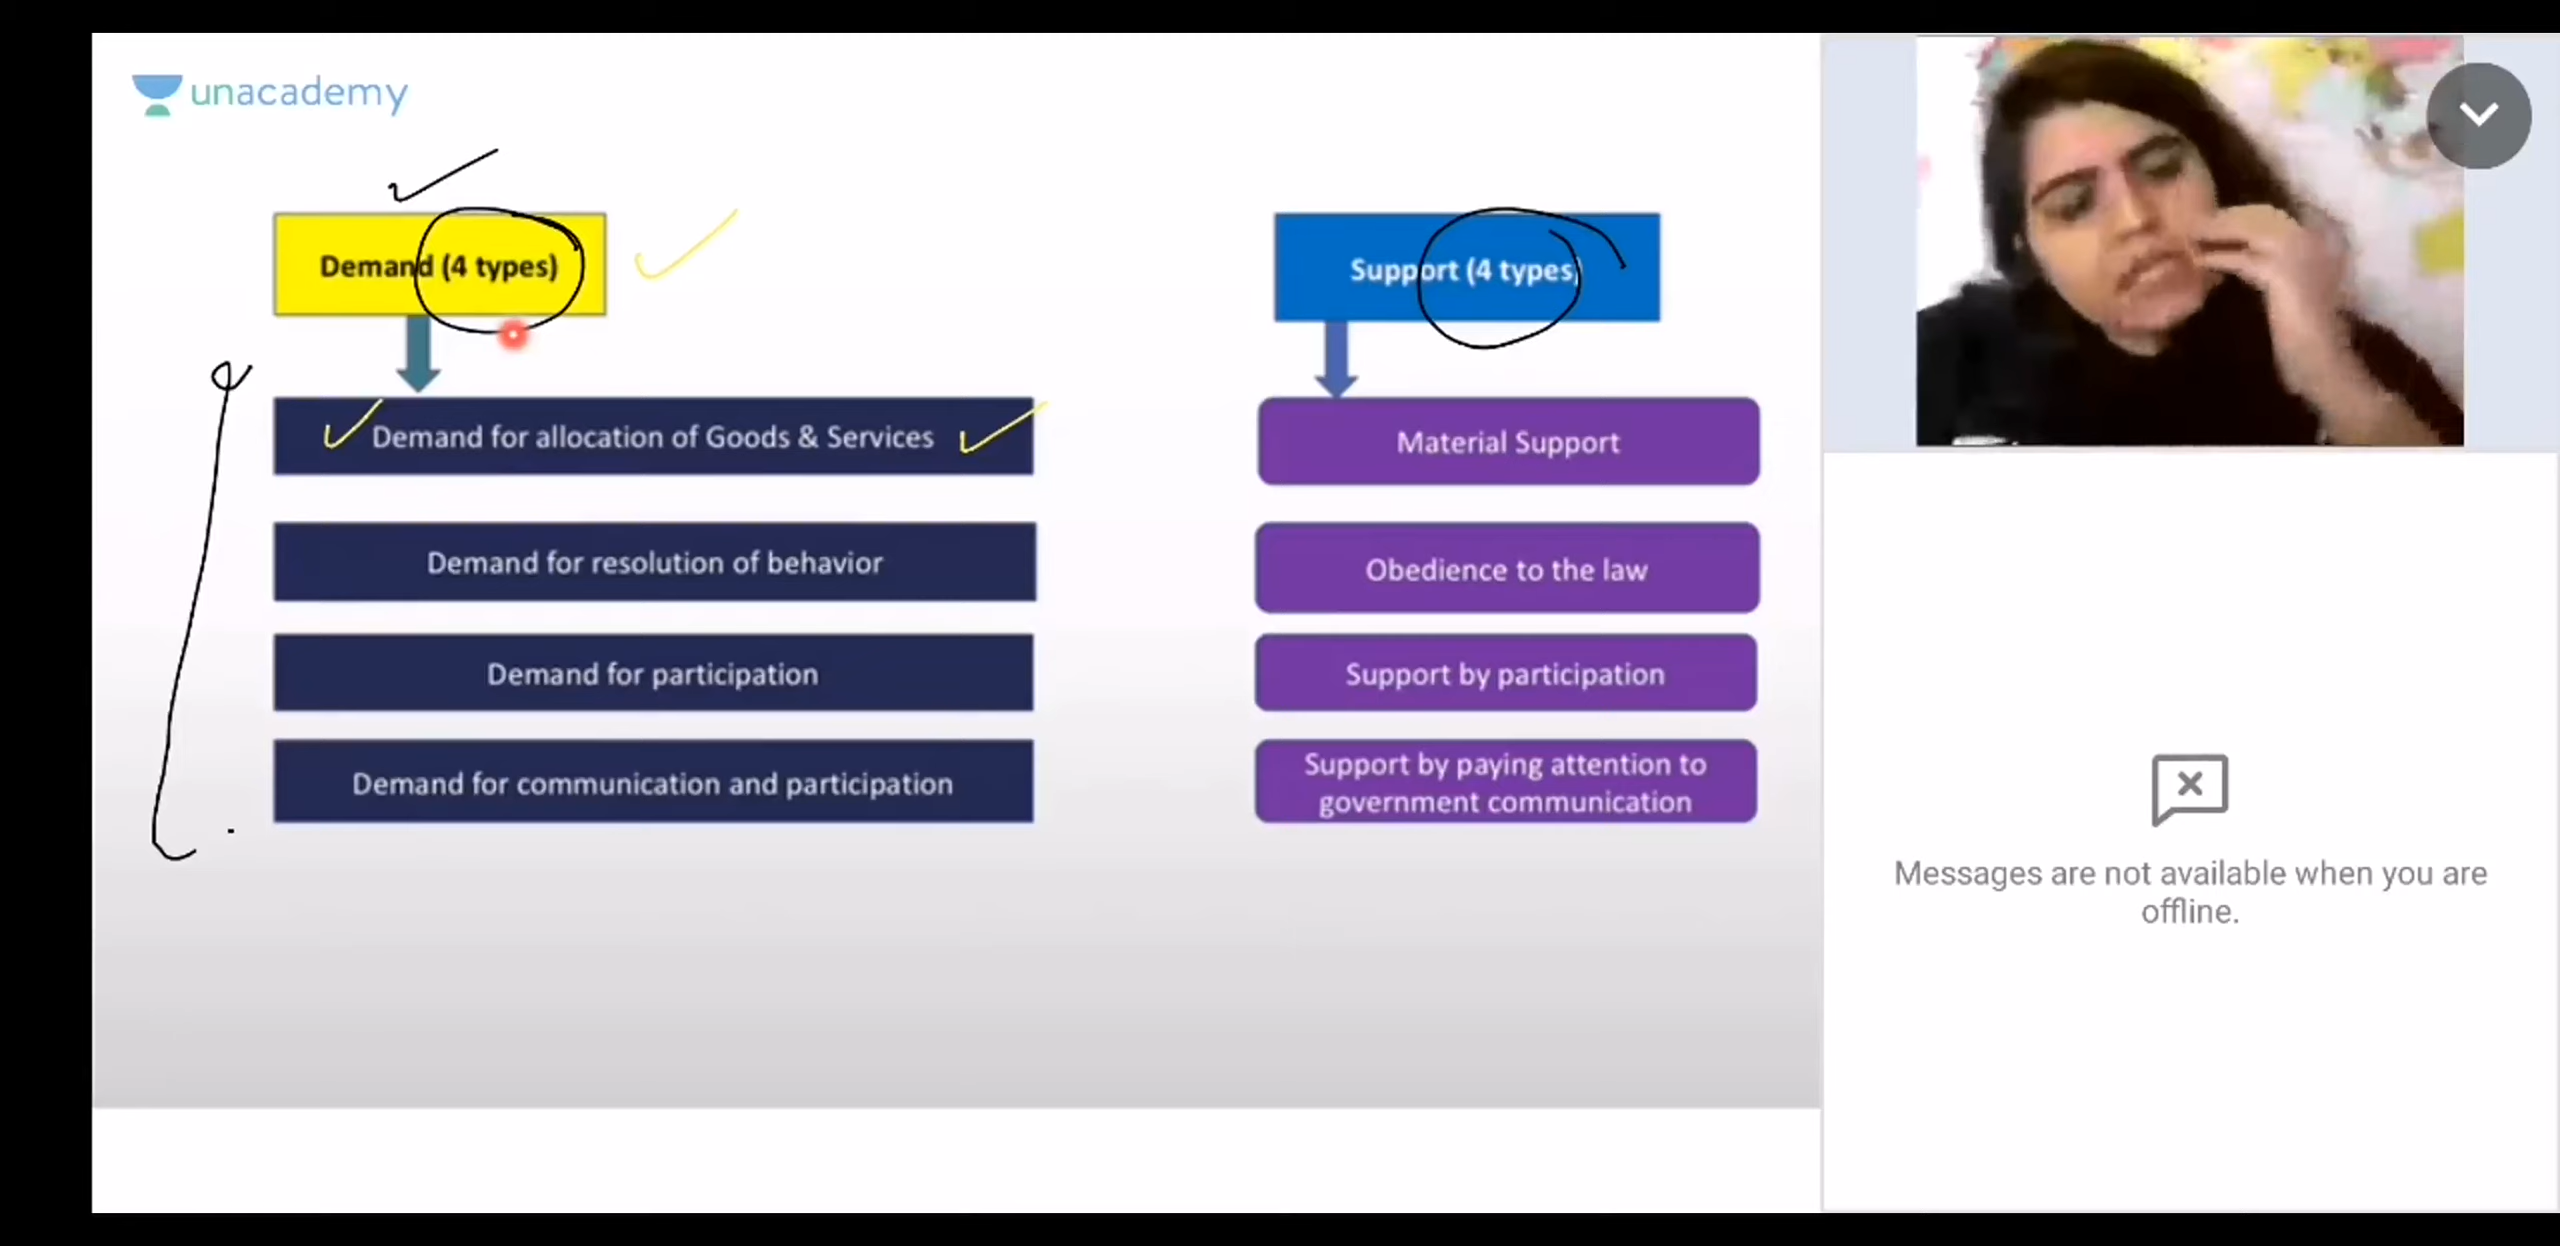 unacademy
Demand (4 types)
Support (4 types)
Demand for allocation of Goods & Services
Material Support
Demand for resolution of behavior
Obedience to the law
Demand for participation
Support by participation
Demand for communication and participation
Support by paying attention to
government communication
Messages are not available when you are
offline.